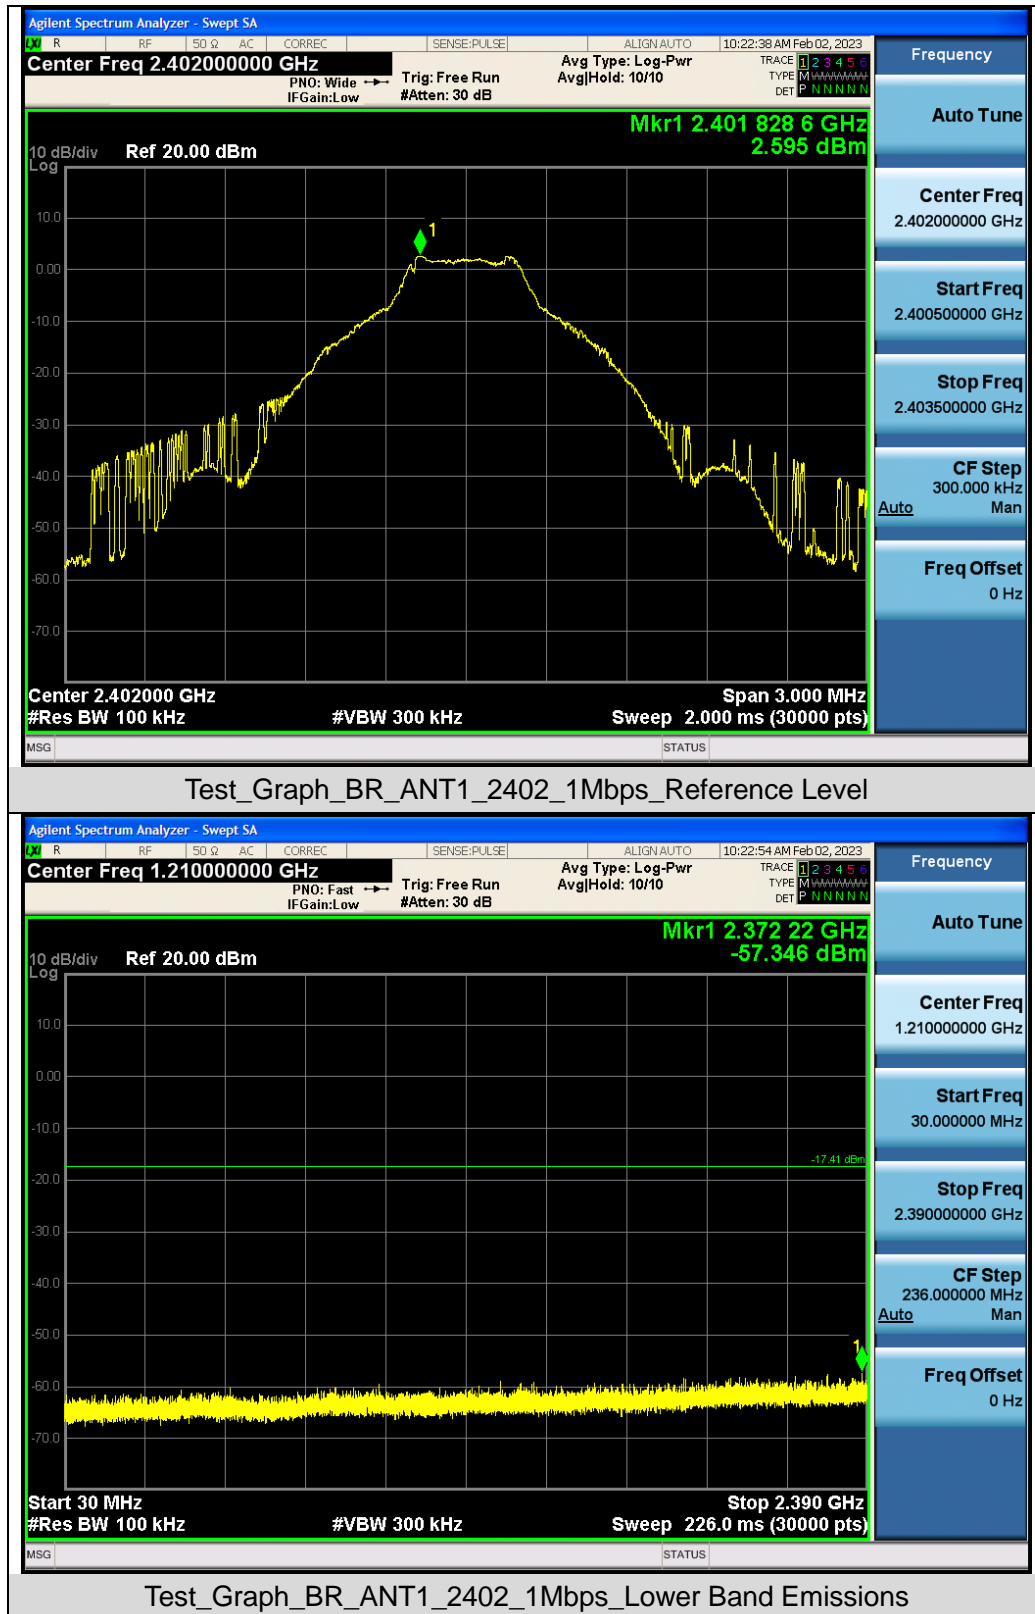 Agilent Spectrum Analyzer - Swept SA
LXI R RF 50 Ω AC CORREC SENSE:PULSE ALIGN AUTO 10:22:38 AM Feb 02, 2023
Center Freq 2.402000000 GHz
PNO: Wide
IFGain:Low
Trig: Free Run
#Atten: 30 dB
Avg Type: Log-Pwr
Avg|Hold: 10/10
TRACE 1 2 3 4 5 6
TYPE M WWWWW
DET P N N N N N
Mkr1 2.401 828 6 GHz
2.595 dBm
10 dB/div Ref 20.00 dBm
Log
10.0
0.00
-10.0
-20.0
-30.0
-40.0
-50.0
-60.0
-70.0
1
Center 2.402000 GHz Span 3.000 MHz
#Res BW 100 kHz #VBW 300 kHz Sweep 2.000 ms (30000 pts)
MSG STATUS
Frequency
Auto Tune
Center Freq
2.402000000 GHz
Start Freq
2.400500000 GHz
Stop Freq
2.403500000 GHz
CF Step
300.000 kHz
Auto Man
Freq Offset
0 Hz
Test_Graph_BR_ANT1_2402_1Mbps_Reference Level
Agilent Spectrum Analyzer - Swept SA
LXI R RF 50 Ω AC CORREC SENSE:PULSE ALIGN AUTO 10:22:54 AM Feb 02, 2023
Center Freq 1.210000000 GHz
PNO: Fast
IFGain:Low
Trig: Free Run
#Atten: 30 dB
Avg Type: Log-Pwr
Avg|Hold: 10/10
TRACE 1 2 3 4 5 6
TYPE M WWWWW
DET P N N N N N
Mkr1 2.372 22 GHz
-57.346 dBm
10 dB/div Ref 20.00 dBm
Log
10.0
0.00
-10.0
-20.0
-30.0
-40.0
-50.0
-60.0
-70.0
-17.41 dBm
1
Start 30 MHz Stop 2.390 GHz
#Res BW 100 kHz #VBW 300 kHz Sweep 226.0 ms (30000 pts)
MSG STATUS
Frequency
Auto Tune
Center Freq
1.210000000 GHz
Start Freq
30.000000 MHz
Stop Freq
2.390000000 GHz
CF Step
236.000000 MHz
Auto Man
Freq Offset
0 Hz
Test_Graph_BR_ANT1_2402_1Mbps_Lower Band Emissions